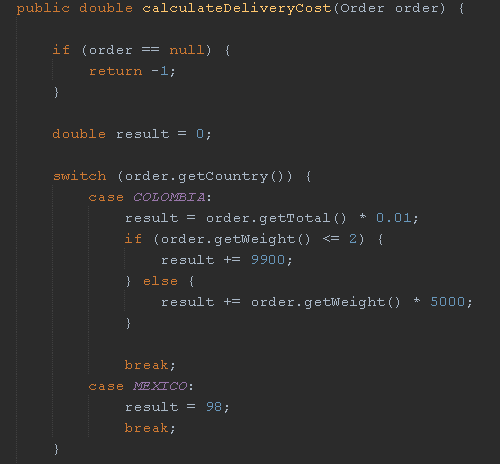 public double calculateDeliveryCost(Order order) {
if (order == null) {
return -1;
}
double result = 0;
switch (order.getCountry()) {
case COLOMBIA:
result = order.getTotal() * 0.01;
if (order.getWeight() <= 2) {
result += 9900;
} else {
result += order.getWeight() * 5000;
}
break;
case MEXICO:
result = 98;
break;
}